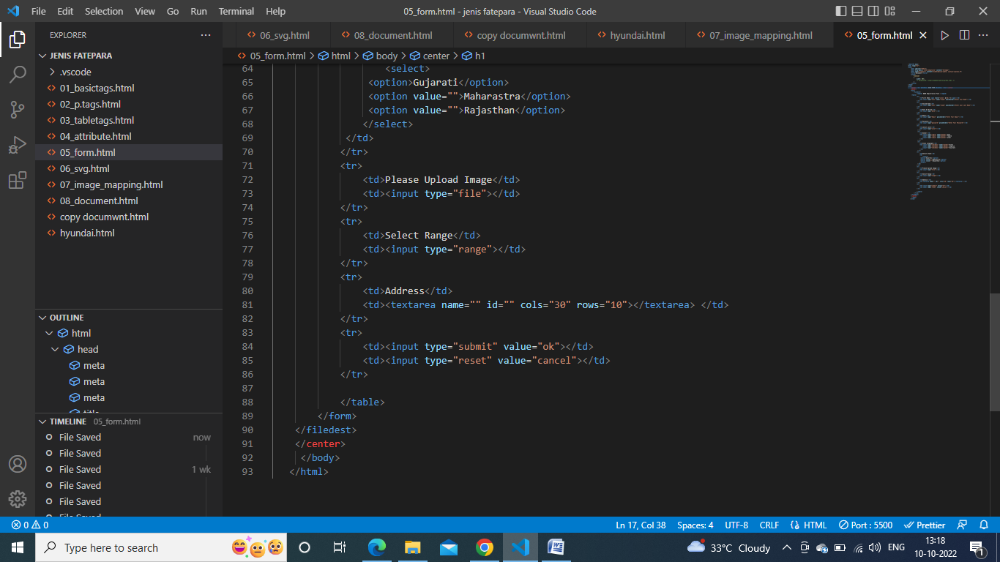 File Edit Selection View Go Run Terminal Help
05_form.html - jenis fatepara - Visual Studio Code
EXPLORER
06_svg.html
08_document.html
copy documwnt.html
hyundai.html
07_image_mapping.html
05_form.html
05_form.html > html > body > center > h1
JENIS FATEPARA
.vscode
01_basictags.html
02_p.tags.html
03_tabletags.html
04_attribute.html
05_form.html
06_svg.html
07_image_mapping.html
08_document.html
copy documwnt.html
hyundai.html
OUTLINE
html
head
meta
meta
meta
title
TIMELINE 05_form.html
File Saved now
File Saved
File Saved 1 wk
File Saved
File Saved
File Saved
64 <select>
65 <option>Gujarati</option>
66 <option value="">Maharastra</option>
67 <option value="">Rajasthan</option>
68 </select>
69 </td>
70 </tr>
71 <tr>
72 <td>Please Upload Image</td>
73 <td><input type="file"></td>
74 </tr>
75 <tr>
76 <td>Select Range</td>
77 <td><input type="range"></td>
78 </tr>
79 <tr>
80 <td>Address</td>
81 <td><textarea name="" id="" cols="30" rows="10"></textarea> </td>
82 </tr>
83 <tr>
84 <td><input type="submit" value="ok"></td>
85 <td><input type="reset" value="cancel"></td>
86 </tr>
87
88 </table>
89 </form>
90 </filedest>
91 </center>
92 </body>
93 </html>
0 0
Ln 17, Col 38 Spaces: 4 UTF-8 CRLF HTML Port : 5500 Prettier
Type here to search
33°C Cloudy
ENG
13:18
10-10-2022
1